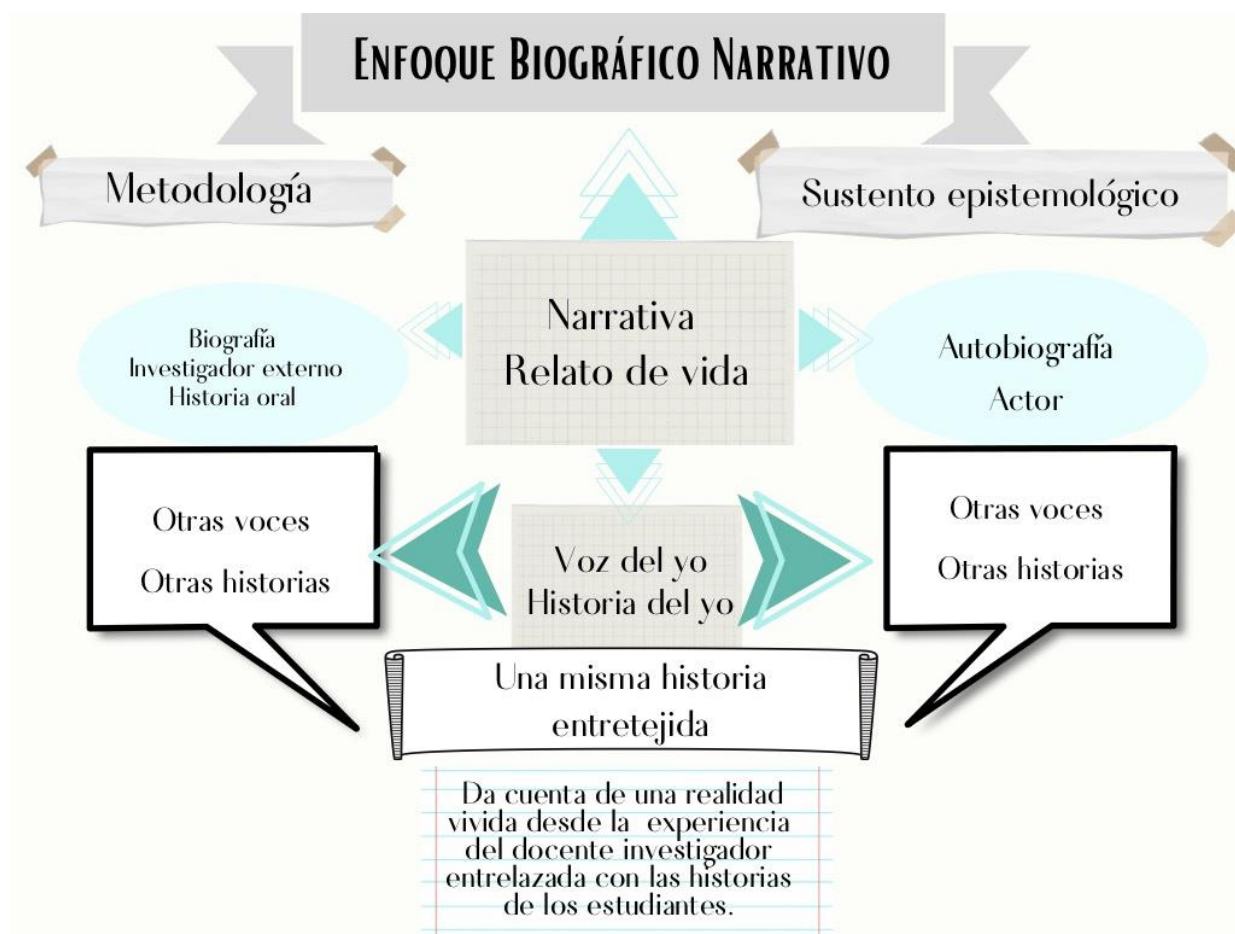 ENFOQUE BIOGRÁFICO NARRATIVO
Metodología
Sustento epistemológico
Narrativa
Relato de vida
Biografía
Investigador externo
Historia oral
Autobiografía
Actor
Otras voces
Otras historias
Voz del yo
Historia del yo
Otras voces
Otras historias
Una misma historia
entretejida
Da cuenta de una realidad
vivida desde la experiencia
del docente investigador
entrelazada con las historias
de los estudiantes.